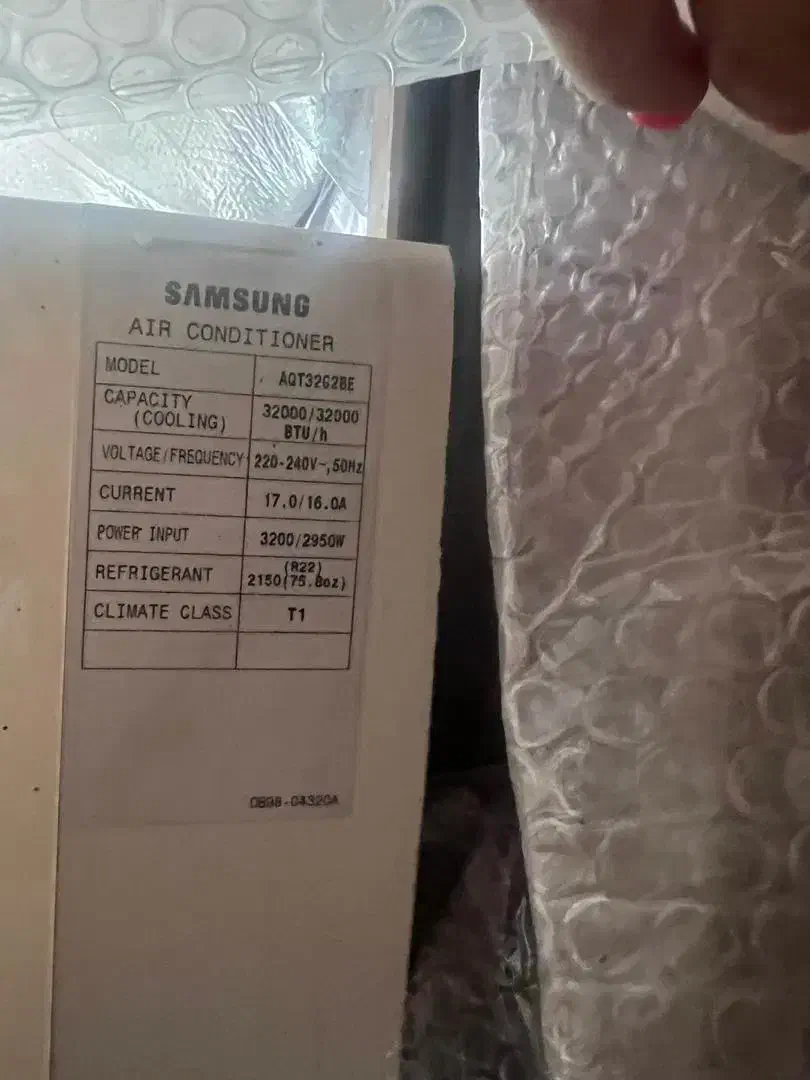 SAMSUNG
AIR CONDITIONER
MODEL AQT32G2BE
CAPACITY (COOLING) 32000/32000 BTU/h
VOLTAGE/FREQUENCY 220-240V~,50Hz
CURRENT 17.0/16.0A
POWER INPUT 3200/2950W
REFRIGERANT (R22) 2150(75.8oz)
CLIMATE CLASS T1
DB98-04320A